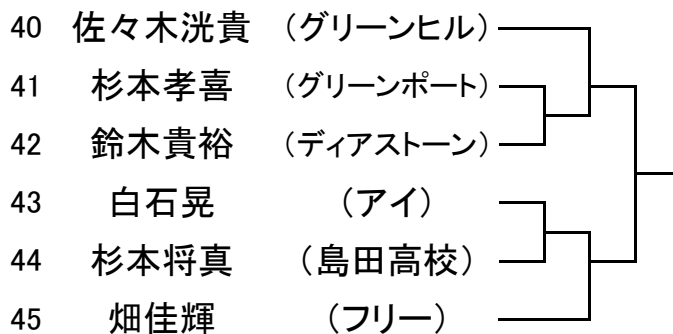 40 佐々木洸貴 （グリーンヒル）
41 杉本孝喜 （グリーンポート）
42 鈴木貴裕 （ディアストーン）
43 白石晃 （アイ）
44 杉本将真 （島田高校）
45 畑佳輝 （フリー）